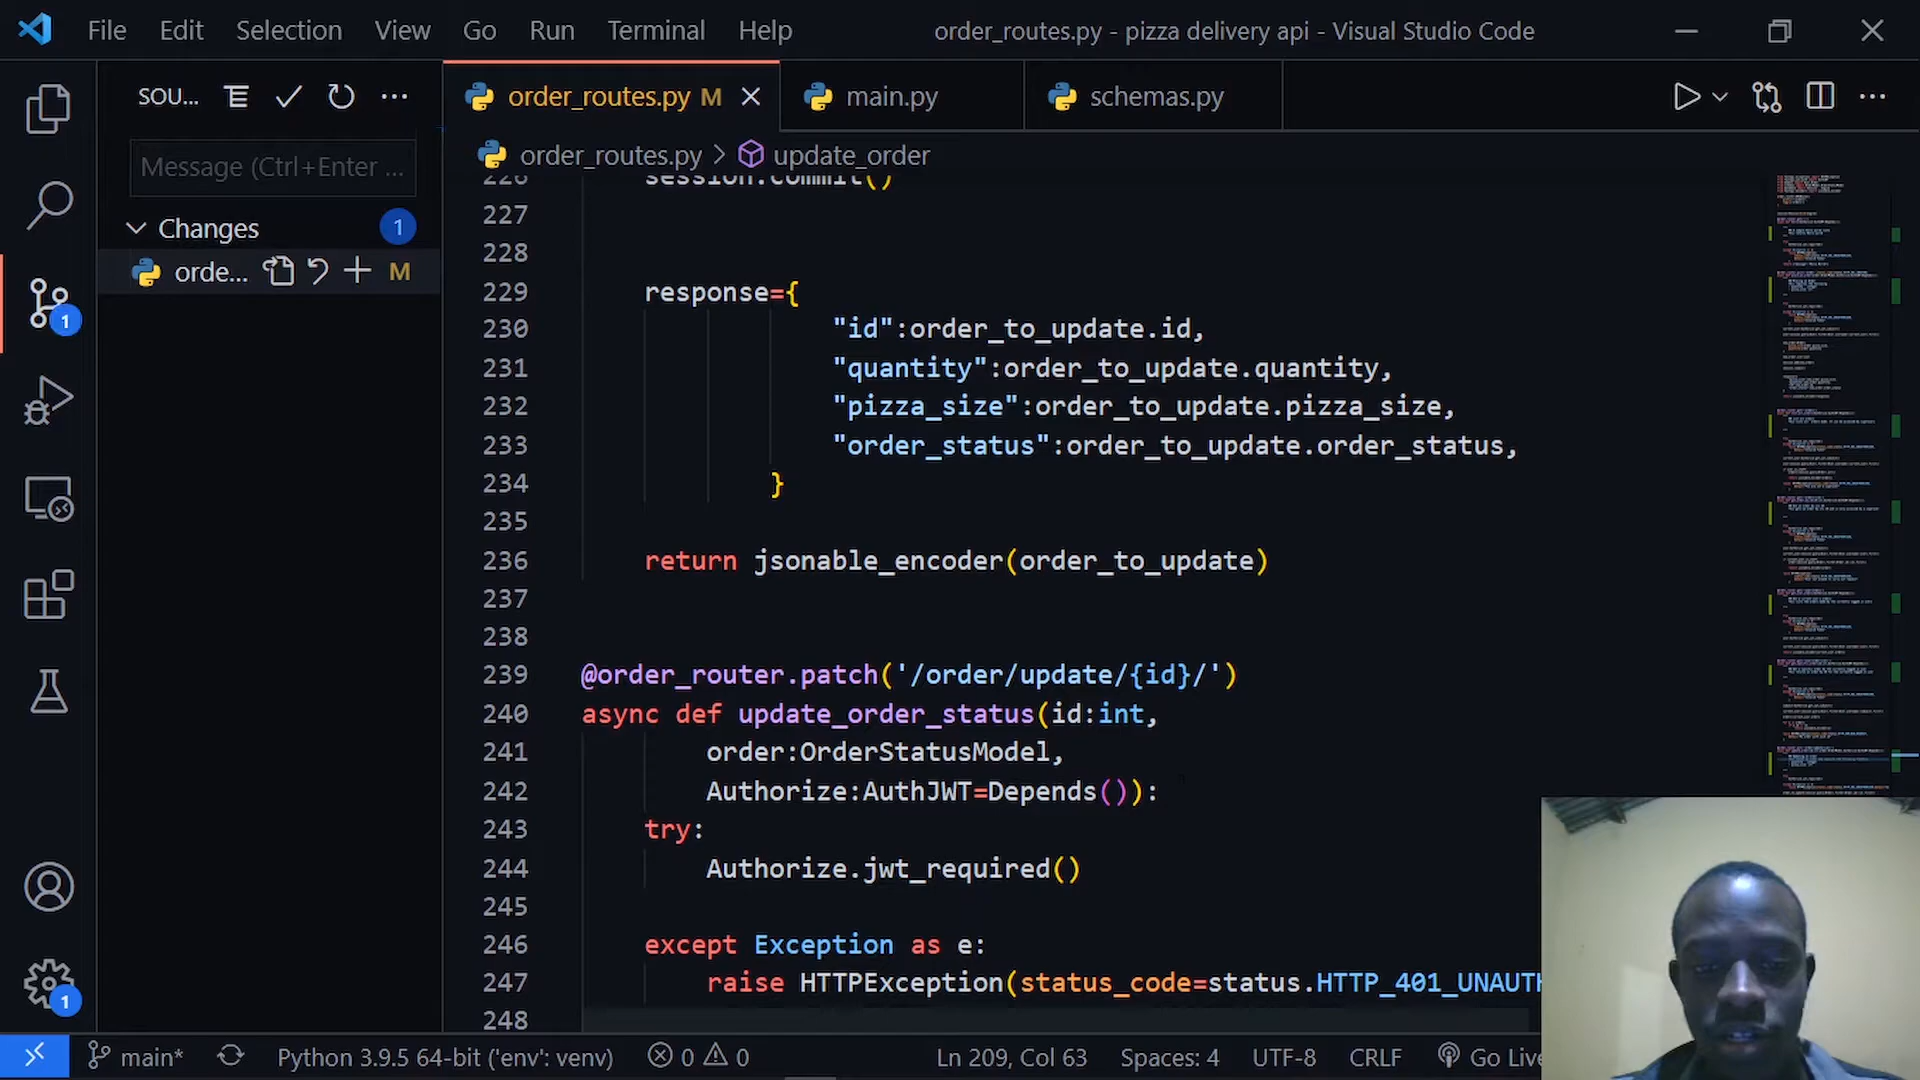 File Edit Selection View Go Run Terminal Help order_routes.py - pizza delivery api - Visual Studio Code
SOU... order_routes.py M main.py schemas.py
order_routes.py > update_order
Message (Ctrl+Enter ...
Changes 1
orde... M
1
226 session.commit()
227
228
229 response={
230 "id":order_to_update.id,
231 "quantity":order_to_update.quantity,
232 "pizza_size":order_to_update.pizza_size,
233 "order_status":order_to_update.order_status,
234 }
235
236 return jsonable_encoder(order_to_update)
237
238
239 @order_router.patch('/order/update/{id}/')
240 async def update_order_status(id:int,
241 order:OrderStatusModel,
242 Authorize:AuthJWT=Depends()):
243 try:
244 Authorize.jwt_required()
245
246 except Exception as e:
247 raise HTTPException(status_code=status.HTTP_401_UNAUTH
248
1
main* Python 3.9.5 64-bit ('env': venv) 0 0 Ln 209, Col 63 Spaces: 4 UTF-8 CRLF Go Live